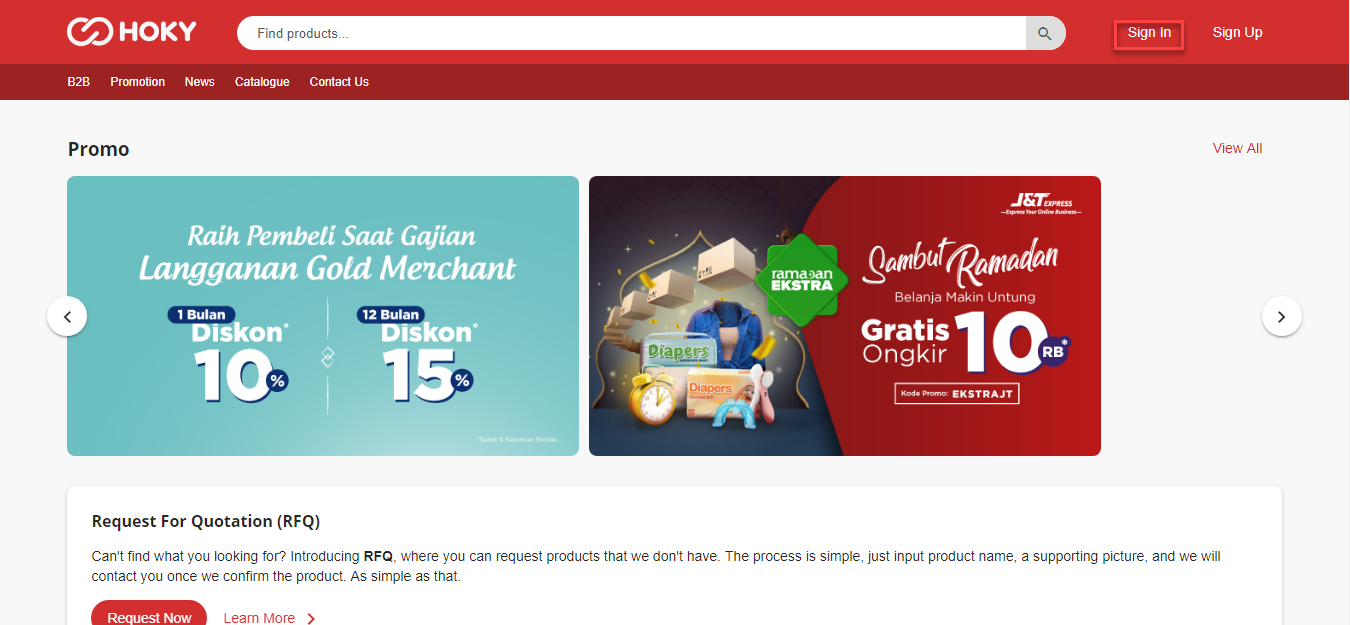 HOKY
Find products...
Sign In
Sign Up
B2B
Promotion
News
Catalogue
Contact Us
Promo
View All
Raih Pembeli Saat Gajian
Langganan Gold Merchant
1 Bulan
Diskon*
10%
12 Bulan
Diskon*
15%
*Syarat & Ketentuan Berlaku
J&T EXPRESS
—Express Your Online Business—
ramadan
EKSTRA
Sambut Ramadan
Belanja Makin Untung
Gratis
Ongkir
10 RB*
Kode Promo: EKSTRAJT
Diapers
Diapers
Request For Quotation (RFQ)
Can't find what you looking for? Introducing RFQ, where you can request products that we don't have. The process is simple, just input product name, a supporting picture, and we will
contact you once we confirm the product. As simple as that.
Request Now
Learn More